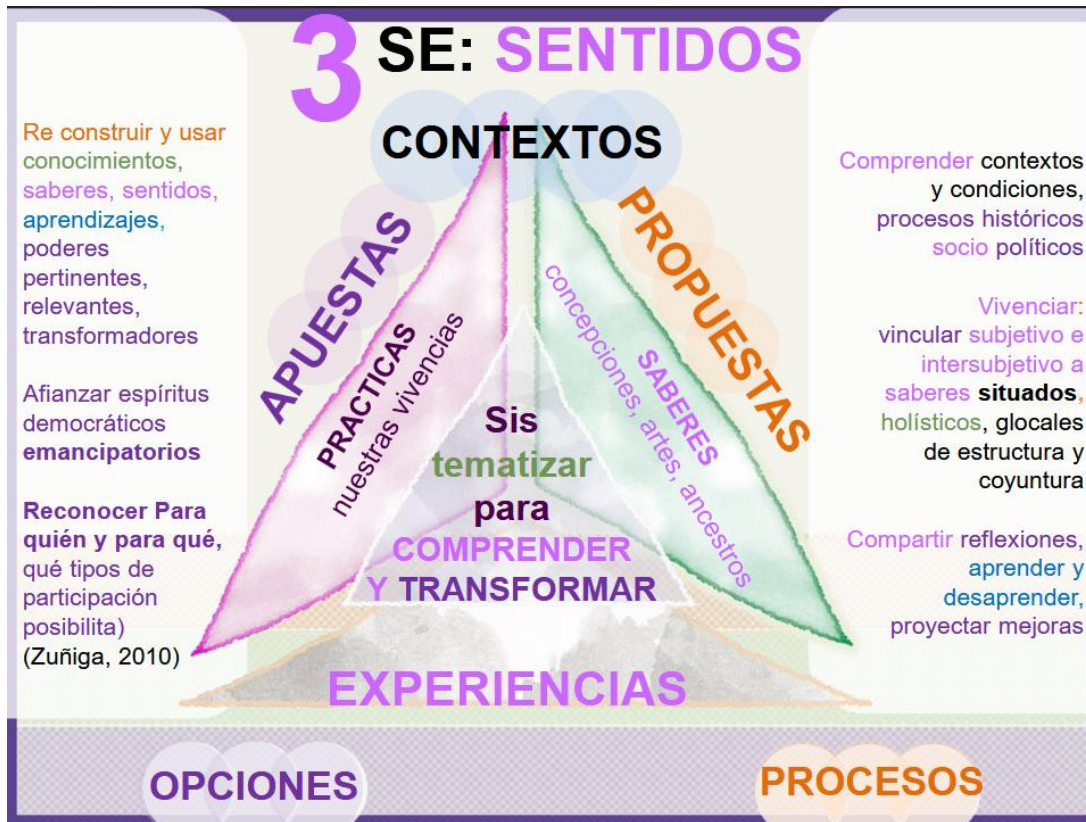 3 SE: SENTIDOS
CONTEXTOS
Re construir y usar
conocimientos,
saberes, sentidos,
aprendizajes,
poderes
pertinentes,
relevantes,
transformadores
Afianzar espíritus
democráticos
emancipatorios
Reconocer Para
quién y para qué,
qué tipos de
participación
posibilita)
(Zuñiga, 2010)
APUESTAS
PRACTICAS
nuestras vivencias
Sis
tematizar
para
COMPRENDER
Y TRANSFORMAR
PROPUESTAS
SABERES
concepciones, artes, ancestros
Comprender contextos
y condiciones,
procesos históricos
socio políticos
Vivenciar:
vincular subjetivo e
intersubjetivo a
saberes situados,
holísticos, glocales
de estructura y
coyuntura
Compartir reflexiones,
aprender y
desaprender,
proyectar mejoras
EXPERIENCIAS
OPCIONES
PROCESOS